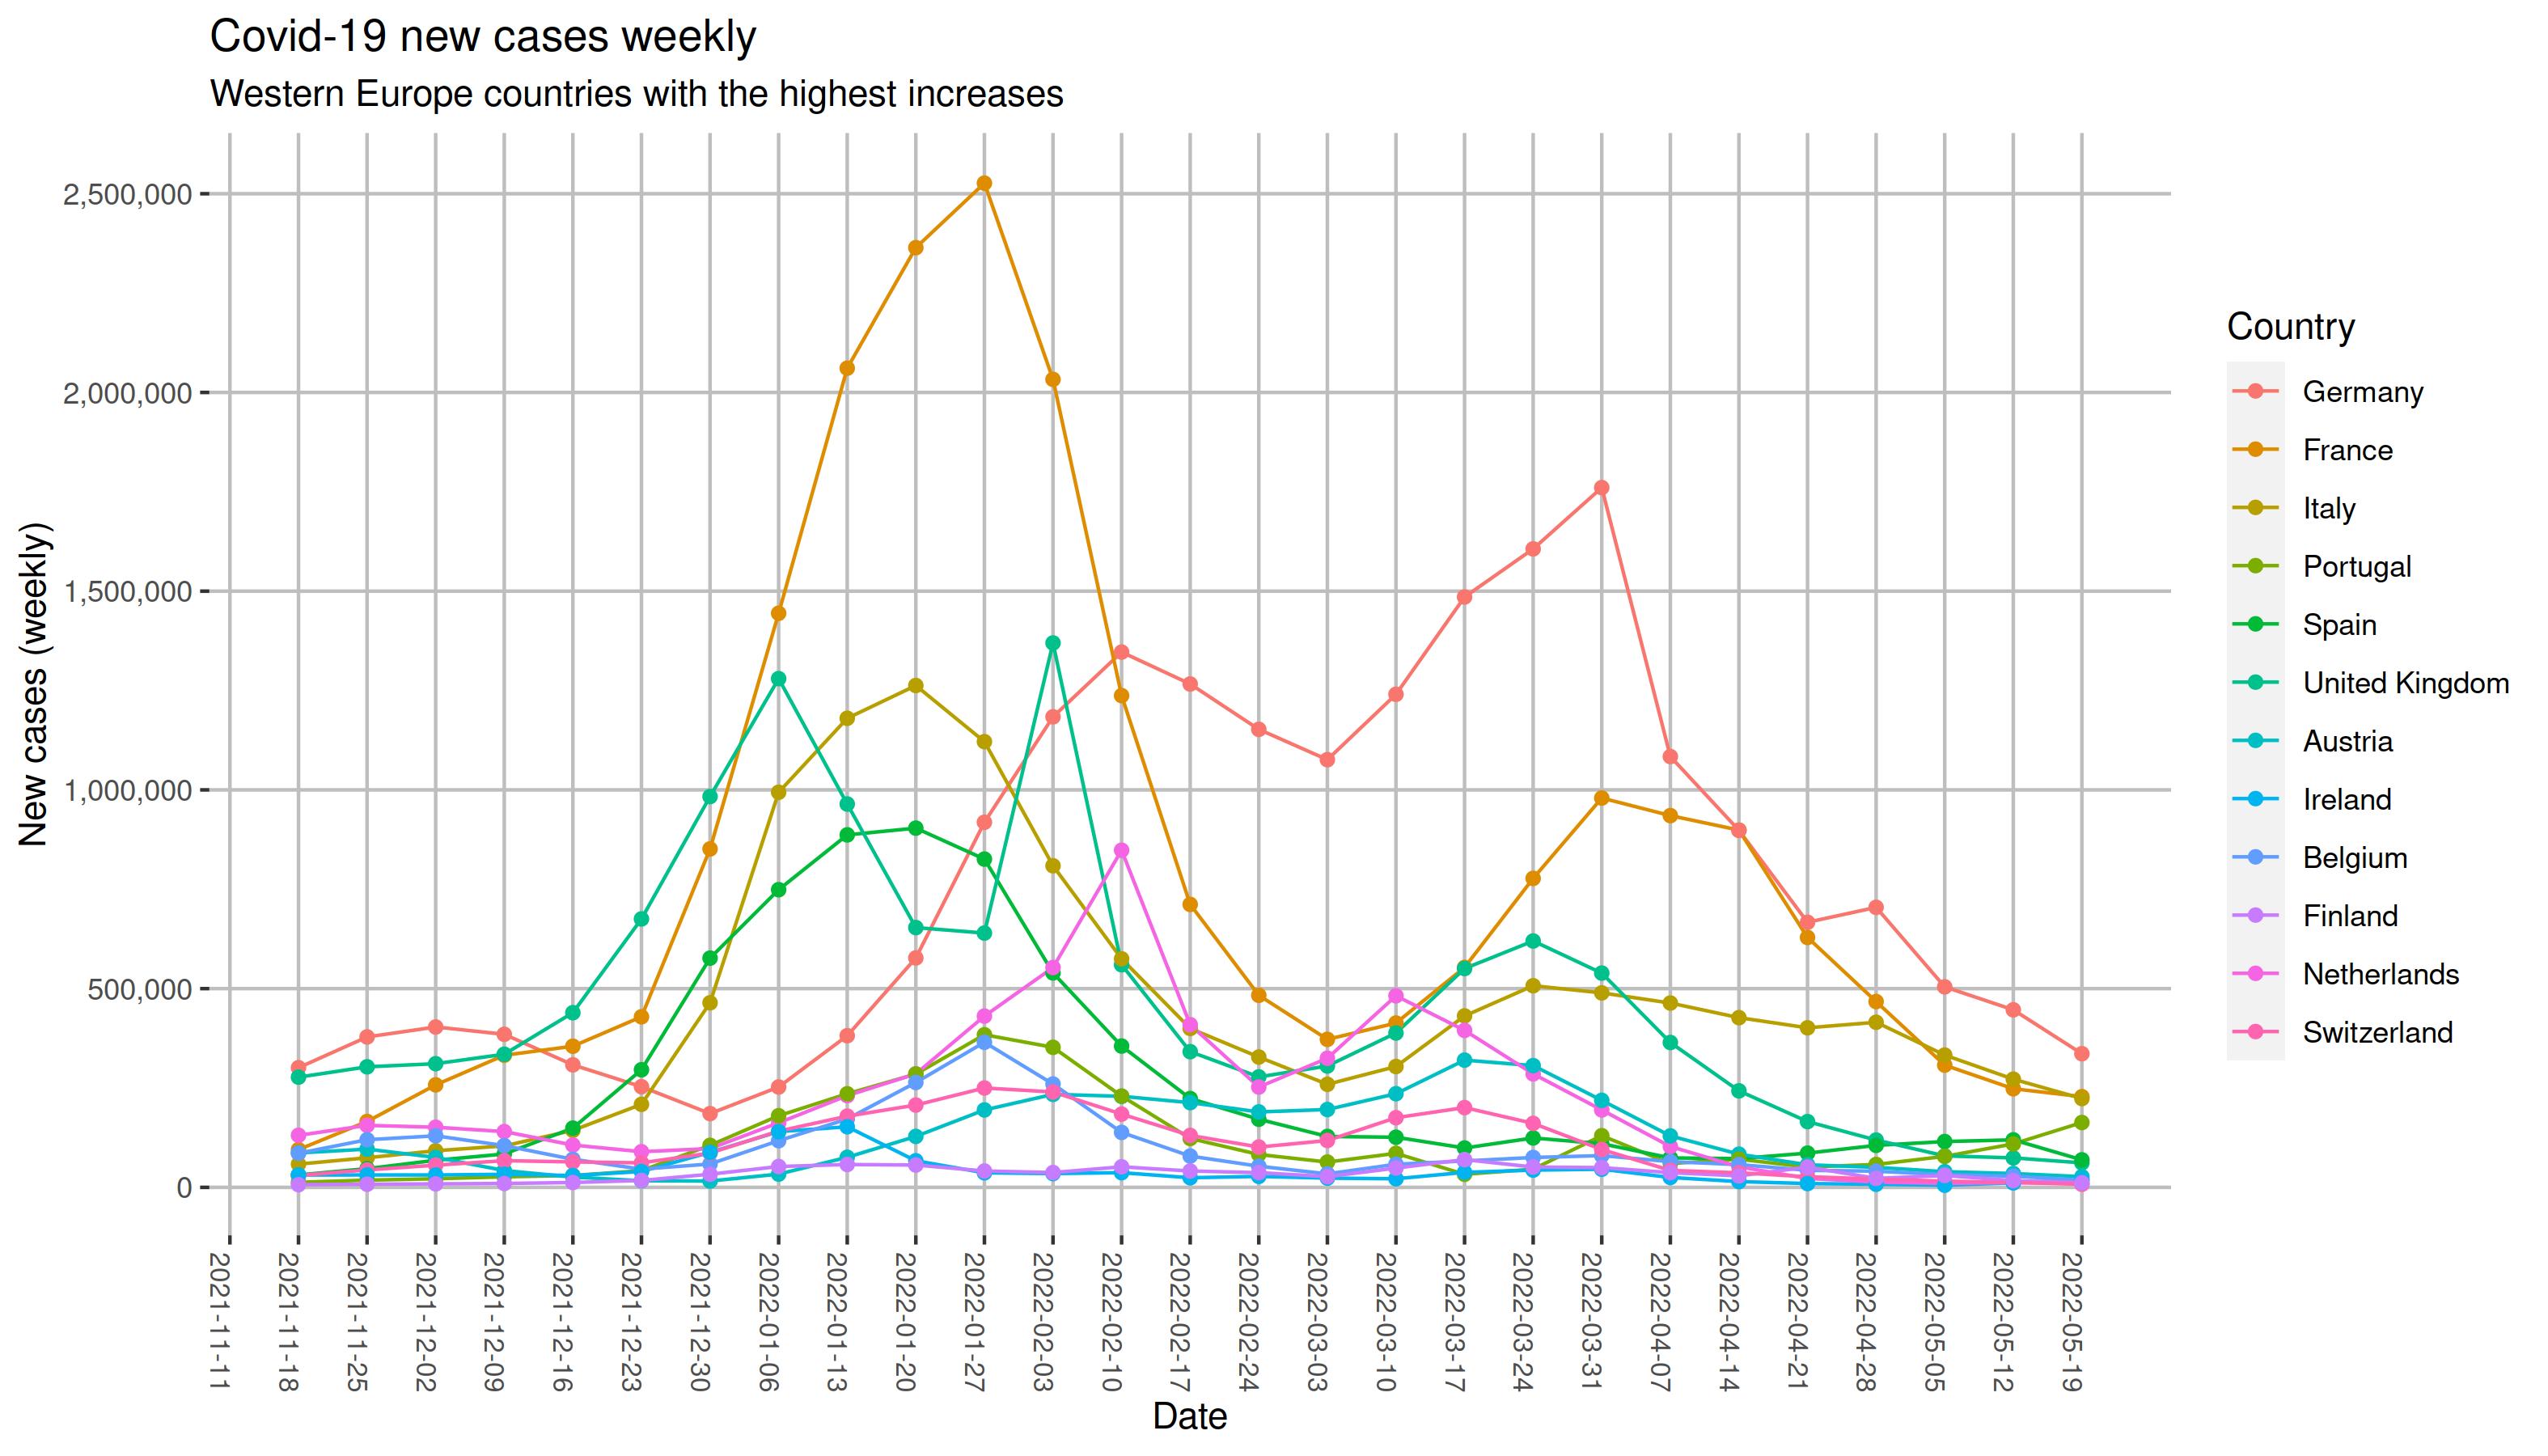 Covid-19 new cases weekly
Western Europe countries with the highest increases
New cases (weekly)
2,500,000
2,000,000
1,500,000
1,000,000
500,000
0
2021-11-11
2021-11-18
2021-11-25
2021-12-02
2021-12-09
2021-12-16
2021-12-23
2021-12-30
2022-01-06
2022-01-13
2022-01-20
2022-01-27
2022-02-03
2022-02-10
2022-02-17
2022-02-24
2022-03-03
2022-03-10
2022-03-17
2022-03-24
2022-03-31
2022-04-07
2022-04-14
2022-04-21
2022-04-28
2022-05-05
2022-05-12
2022-05-19
Date
Country
Germany
France
Italy
Portugal
Spain
United Kingdom
Austria
Ireland
Belgium
Finland
Netherlands
Switzerland